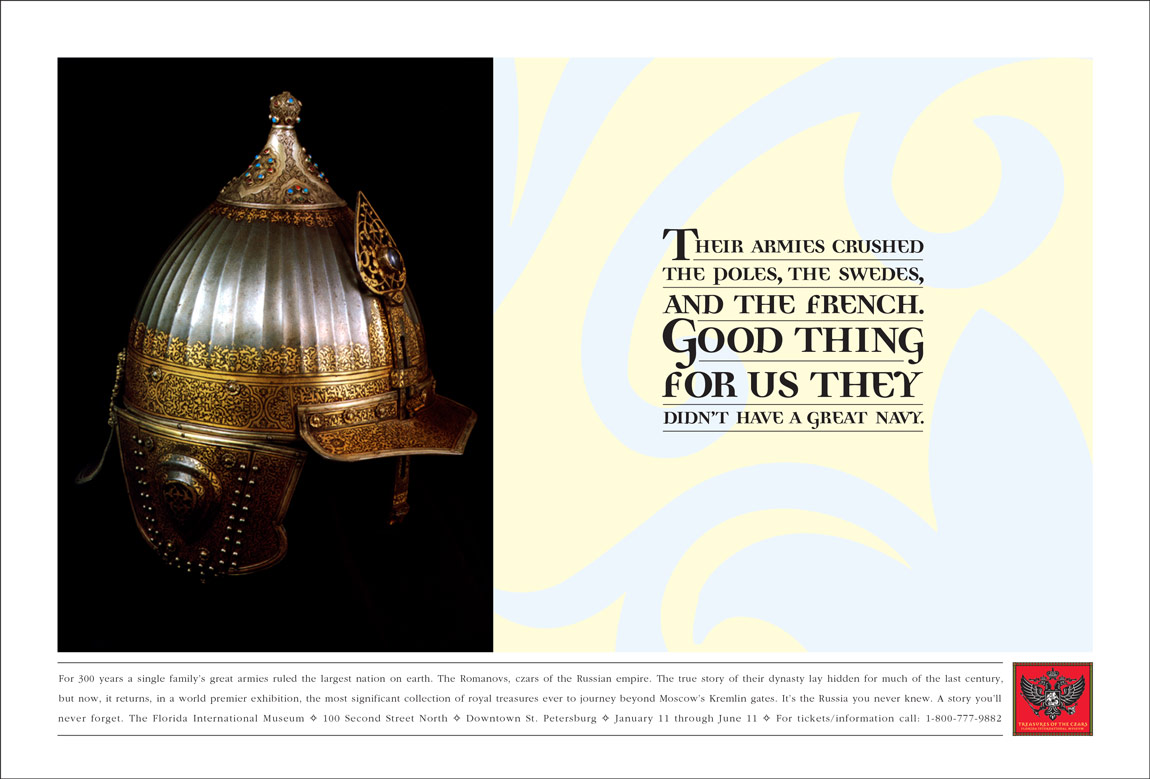 THEIR ARMIES CRUSHED
THE POLES, THE SWEDES,
AND THE FRENCH.
GOOD THING
FOR US THEY
DIDN'T HAVE A GREAT NAVY.
For 300 years a single family's great armies ruled the largest nation on earth. The Romanovs, czars of the Russian empire. The true story of their dynasty lay hidden for much of the last century,
but now, it returns, in a world premier exhibition, the most magnificent collection of royal treasures ever to journey beyond Moscow's Kremlin gates. It's the Russia you never knew. A story you'll
never forget. The Florida International Museum ✧ 100 Second Street North ✧ Downtown St. Petersburg ✧ January 11 through June 11 ✧ For tickets/information call: 1-800-777-9882
TREASURES OF THE CZARS
FLORIDA INTERNATIONAL MUSEUM